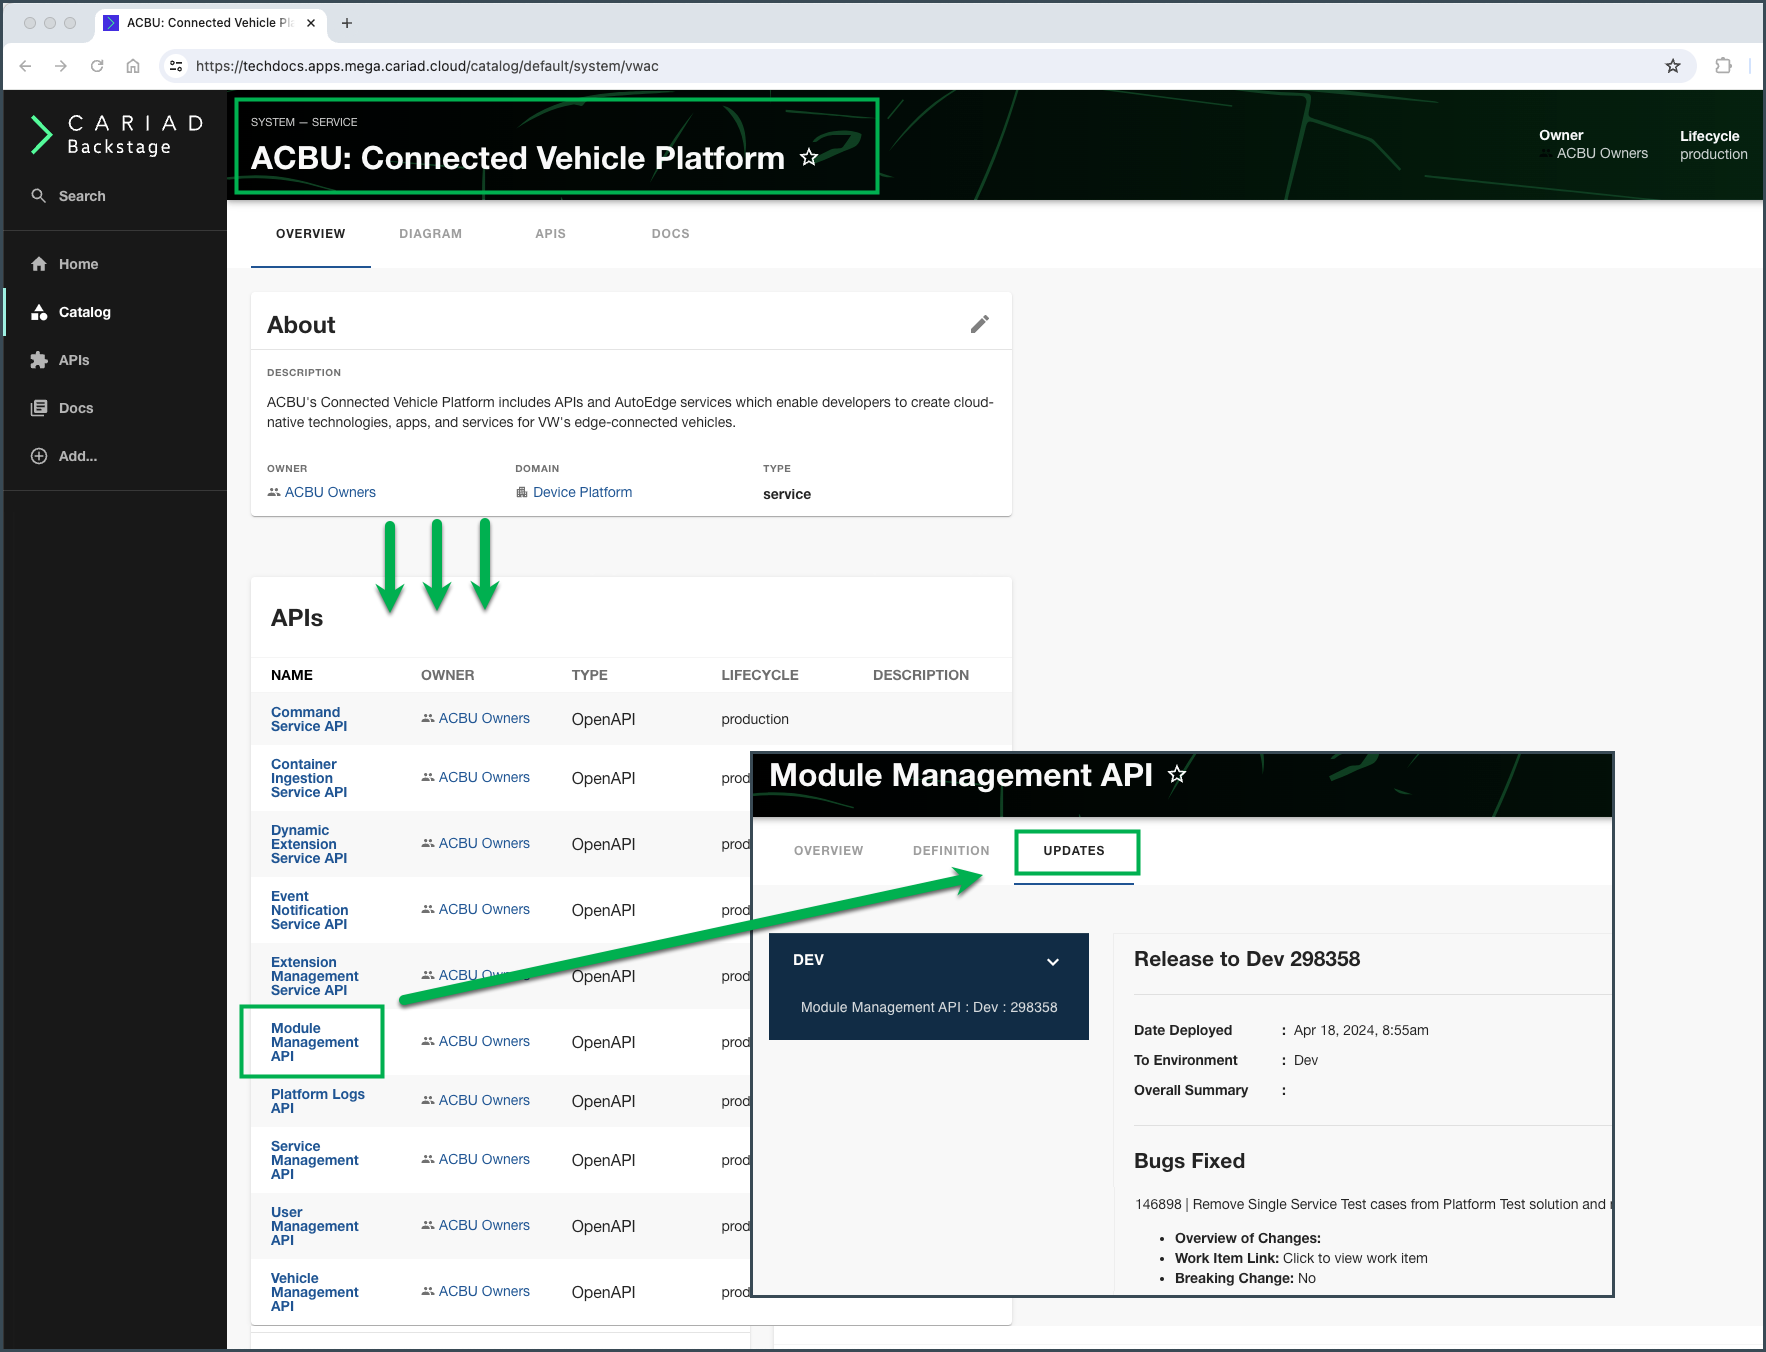 ACBU: Connected Vehicle Pl
https://techdocs.apps.mega.cariad.cloud/catalog/default/system/vwac
CARIAD
Backstage
Search
Home
Catalog
APIs
Docs
Add...
SYSTEM — SERVICE
ACBU: Connected Vehicle Platform
Owner
ACBU Owners
Lifecycle
production
OVERVIEW DIAGRAM APIS DOCS
About
DESCRIPTION
ACBU's Connected Vehicle Platform includes APIs and AutoEdge services which enable developers to create cloud-
native technologies, apps, and services for VW's edge-connected vehicles.
OWNER DOMAIN TYPE
ACBU Owners Device Platform service
APIs
NAME OWNER TYPE LIFECYCLE DESCRIPTION
Command
Service API
ACBU Owners OpenAPI production
Container
Ingestion
Service API
ACBU Owners OpenAPI prod
Dynamic
Extension
Service API
ACBU Owners OpenAPI prod
Event
Notification
Service API
ACBU Owners OpenAPI prod
Extension
Management
Service API
ACBU Owners OpenAPI prod
Module
Management
API
ACBU Owners OpenAPI prod
Platform Logs
API
ACBU Owners OpenAPI prod
Service
Management
API
ACBU Owners OpenAPI prod
User
Management
API
ACBU Owners OpenAPI prod
Vehicle
Management
API
ACBU Owners OpenAPI prod
Module Management API
OVERVIEW DEFINITION UPDATES
DEV
Module Management API : Dev : 298358
Release to Dev 298358
Date Deployed : Apr 18, 2024, 8:55am
To Environment : Dev
Overall Summary :
Bugs Fixed
146898 | Remove Single Service Test cases from Platform Test solution and
• Overview of Changes:
• Work Item Link: Click to view work item
• Breaking Change: No